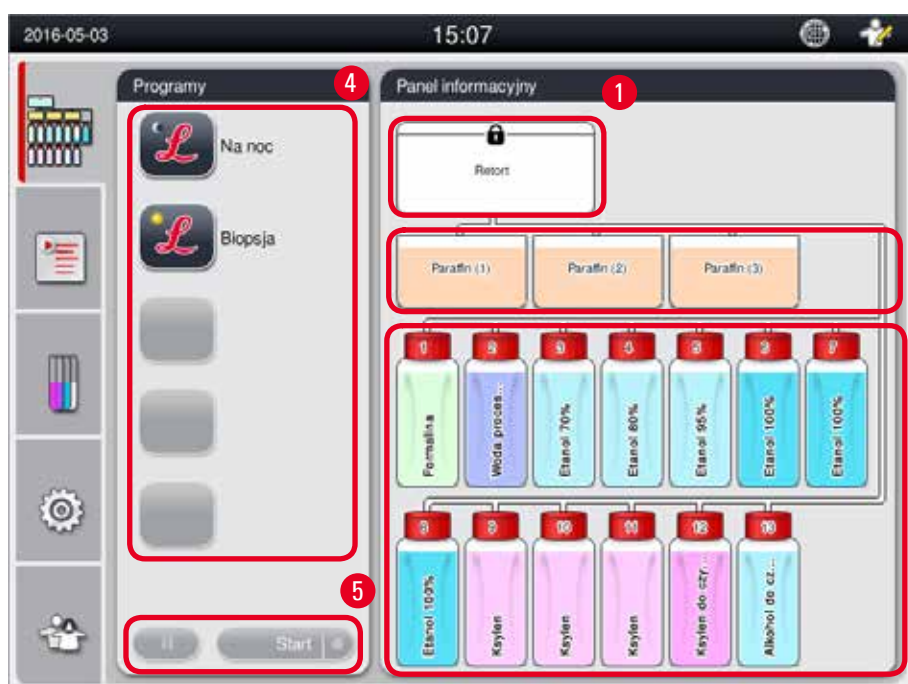 2016-05-03
15:07
Programy
4
Na noc
Biopsja
5
Start
Panel informacyjny
1
Retort
Paraffin (1)
Paraffin (2)
Paraffin (3)
1
2
3
4
5
6
7
Formalina
Woda proces...
Etanol 70%
Etanol 80%
Etanol 95%
Etanol 100%
Etanol 100%
8
9
10
11
12
13
Etanol 100%
Ksylen
Ksylen
Ksylen
Ksylen do czy...
Alkohol do cz...